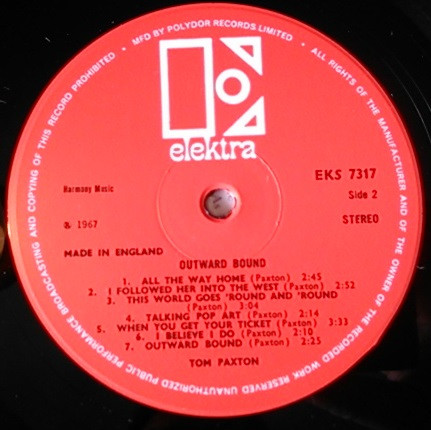 MFD BY POLYDOR RECORDS LIMITED • ALL RIGHTS OF THE MANUFACTURER AND OF THE OWNER OF THE RECORDED WORK RESERVED UNAUTHORIZED PUBLIC PERFORMANCE BROADCASTING AND COPYING OF THIS RECORD PROHIBITED •
elektra
EKS 7317
Harmony Music
Side 2
℗ 1967
STEREO
MADE IN ENGLAND
OUTWARD BOUND
1. ALL THE WAY HOME (Paxton) 2:45
2. I FOLLOWED HER INTO THE WEST (Paxton) 2:52
3. THIS WORLD GOES 'ROUND AND 'ROUND
(Paxton) 3:04
4. TALKING POP ART (Paxton) 2:14
5. WHEN YOU GET YOUR TICKET (Paxton) 3:33
6. I BELIEVE I DO (Paxton) 2:10
7. OUTWARD BOUND (Paxton) 2:25
TOM PAXTON